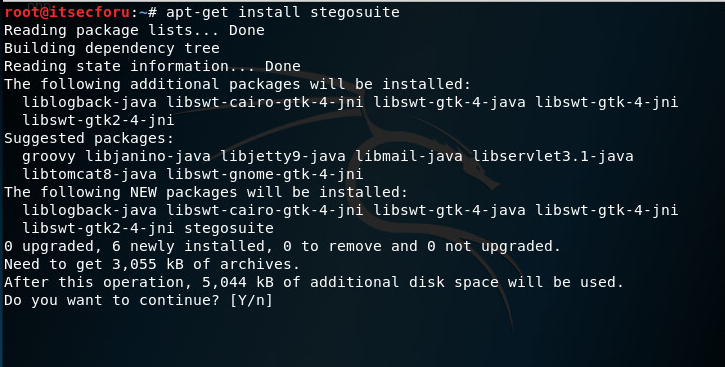 root@itsecforu:~# apt-get install stegosuite
Reading package lists... Done
Building dependency tree
Reading state information... Done
The following additional packages will be installed:
  liblogback-java libswt-cairo-gtk-4-jni libswt-gtk-4-java libswt-gtk-4-jni
  libswt-gtk2-4-jni
Suggested packages:
  groovy libjanino-java libjetty9-java libmail-java libservlet3.1-java
  libtomcat8-java libswt-gnome-gtk-4-jni
The following NEW packages will be installed:
  liblogback-java libswt-cairo-gtk-4-jni libswt-gtk-4-java libswt-gtk-4-jni
  libswt-gtk2-4-jni stegosuite
0 upgraded, 6 newly installed, 0 to remove and 0 not upgraded.
Need to get 3,055 kB of archives.
After this operation, 5,044 kB of additional disk space will be used.
Do you want to continue? [Y/n]